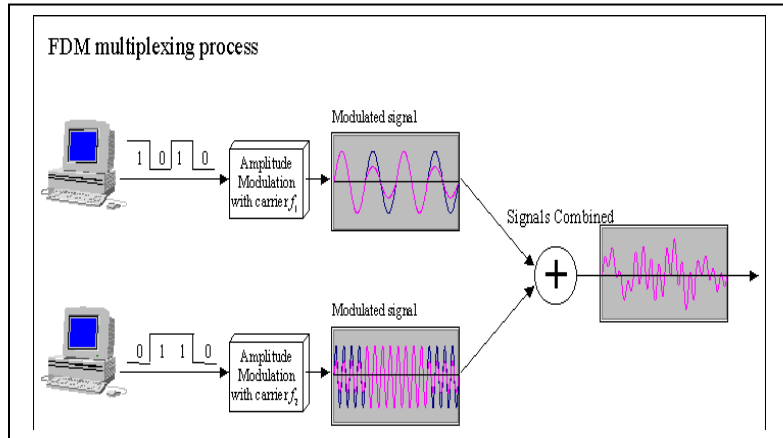 FDM multiplexing process
Modulated signal
1 0 1 0
Amplitude
Modulation
with carrier f1
Signals Combined
+
Modulated signal
0 1 1 0
Amplitude
Modulation
with carrier f2